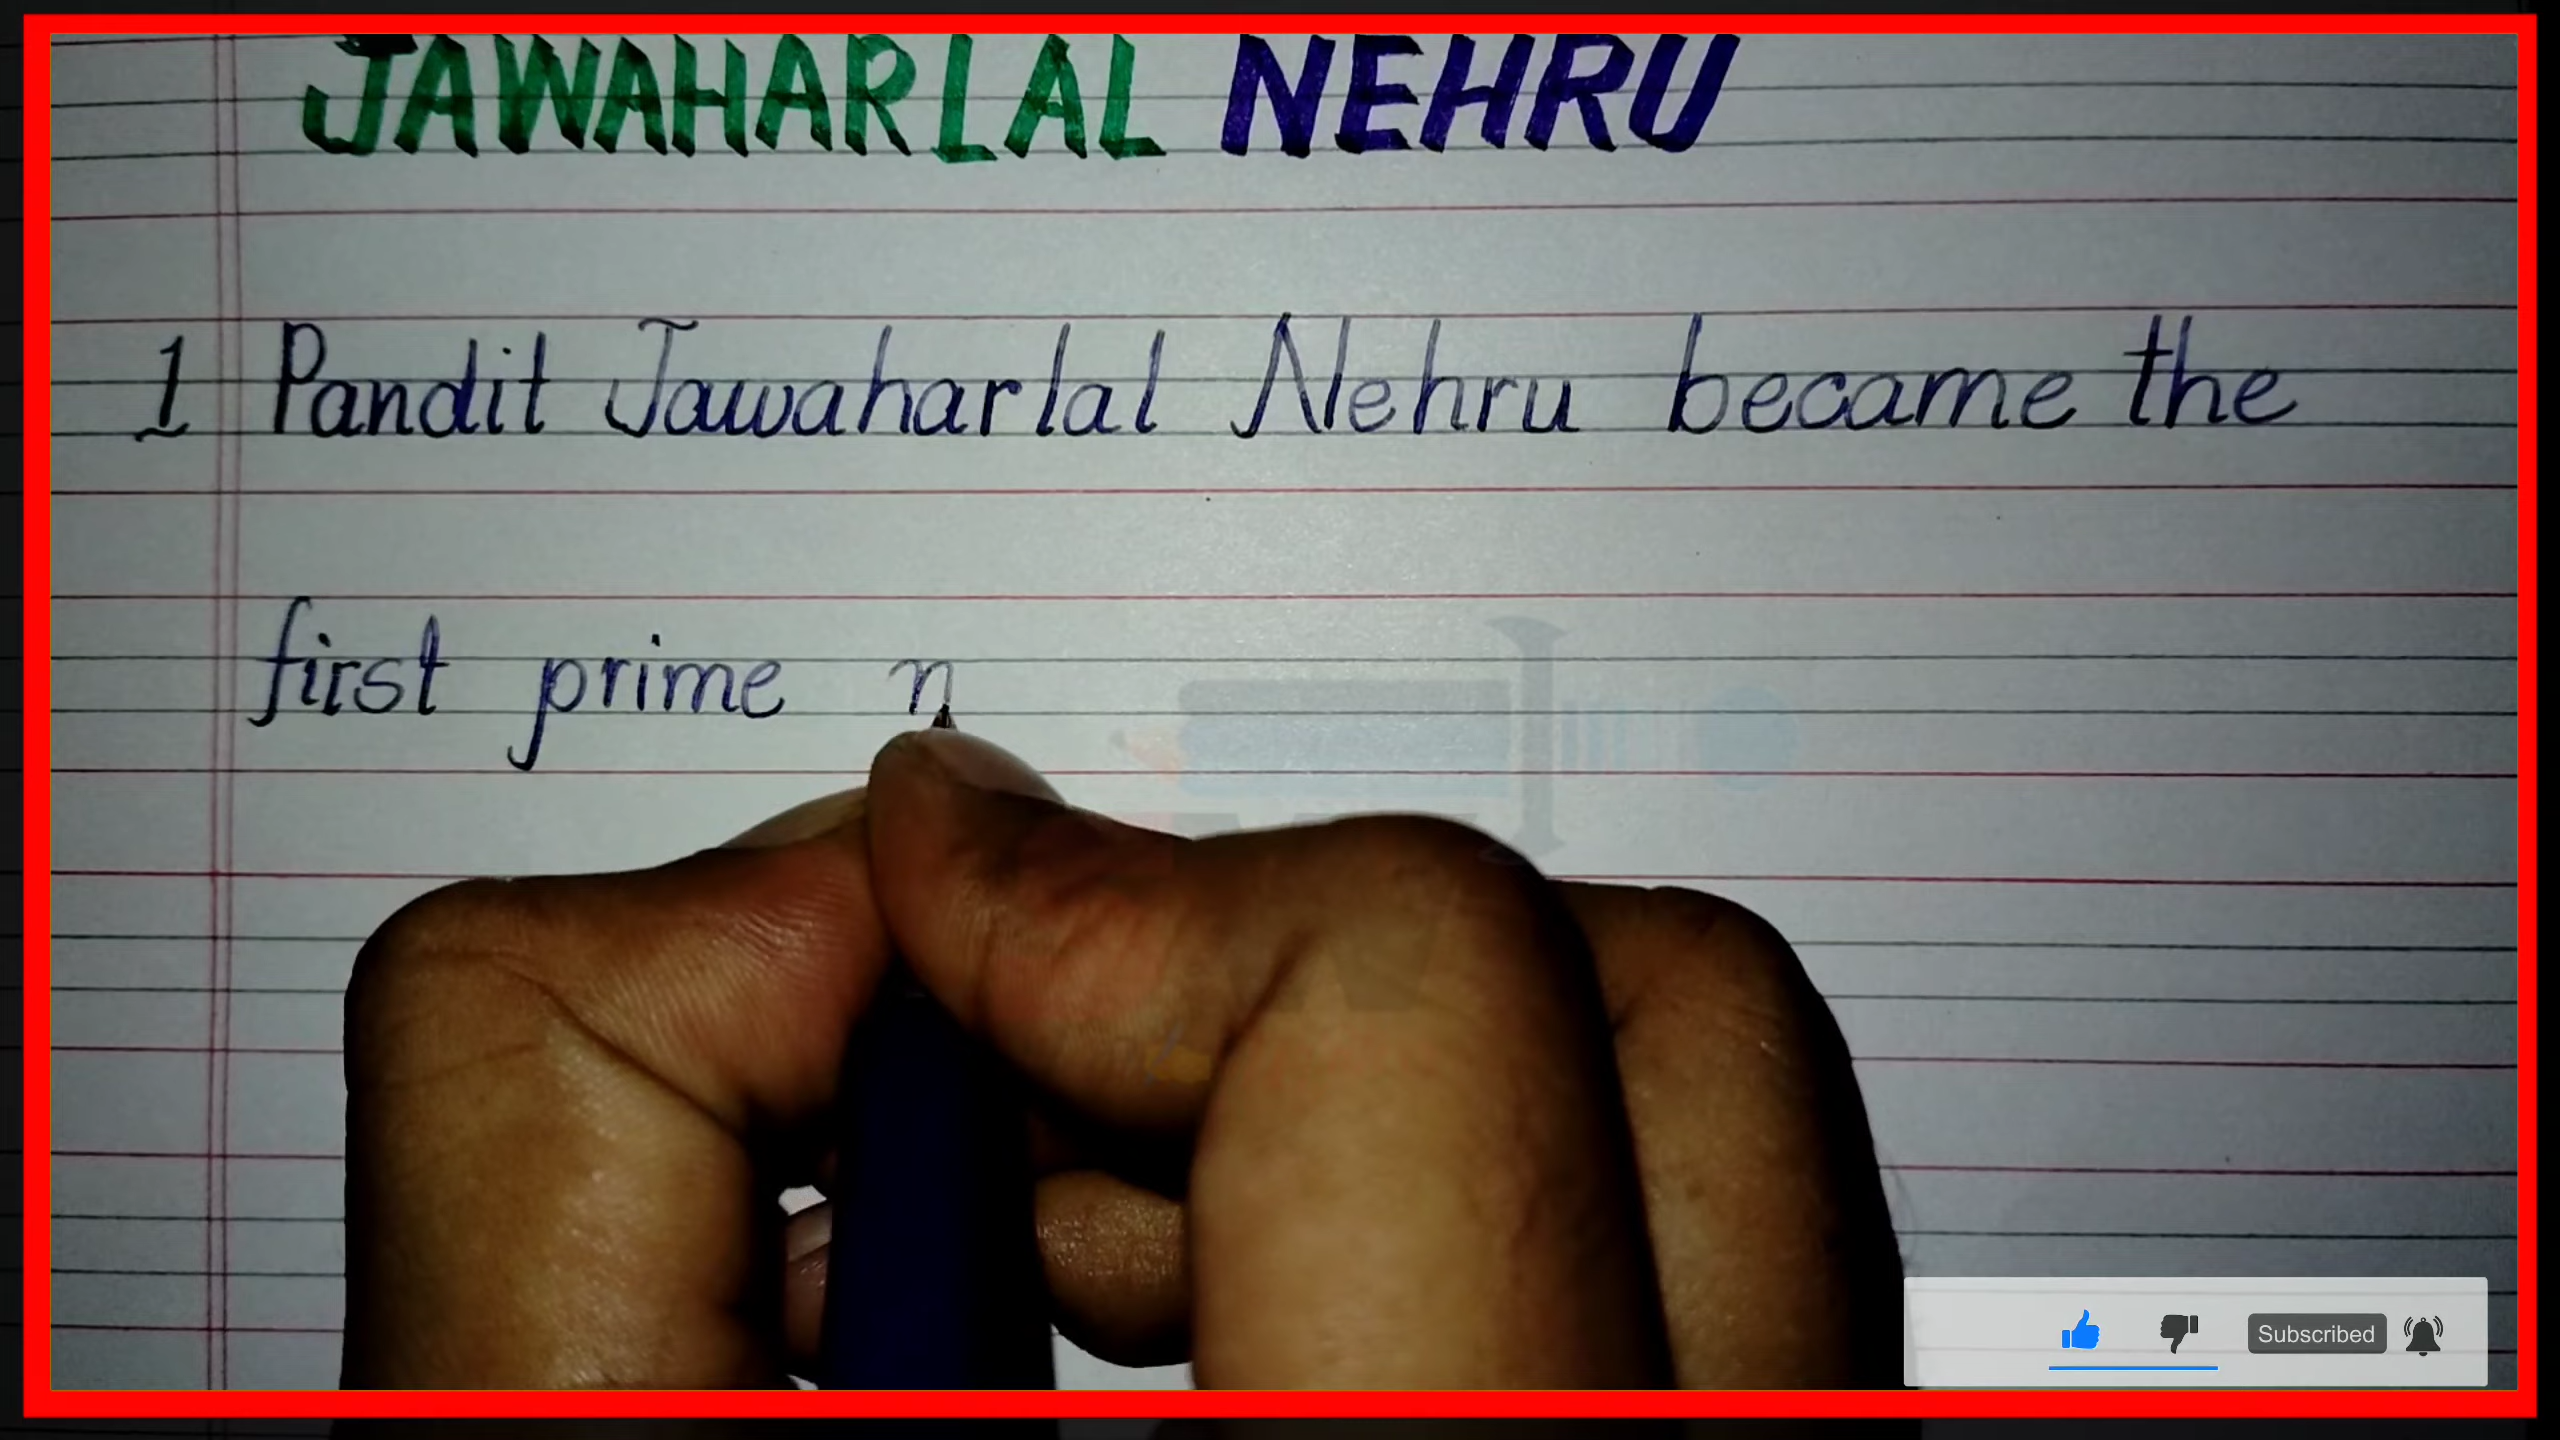 JAWAHARLAL NEHRU
1 Pandit Jawaharlal Nehru became the
first prime n
Subscribed